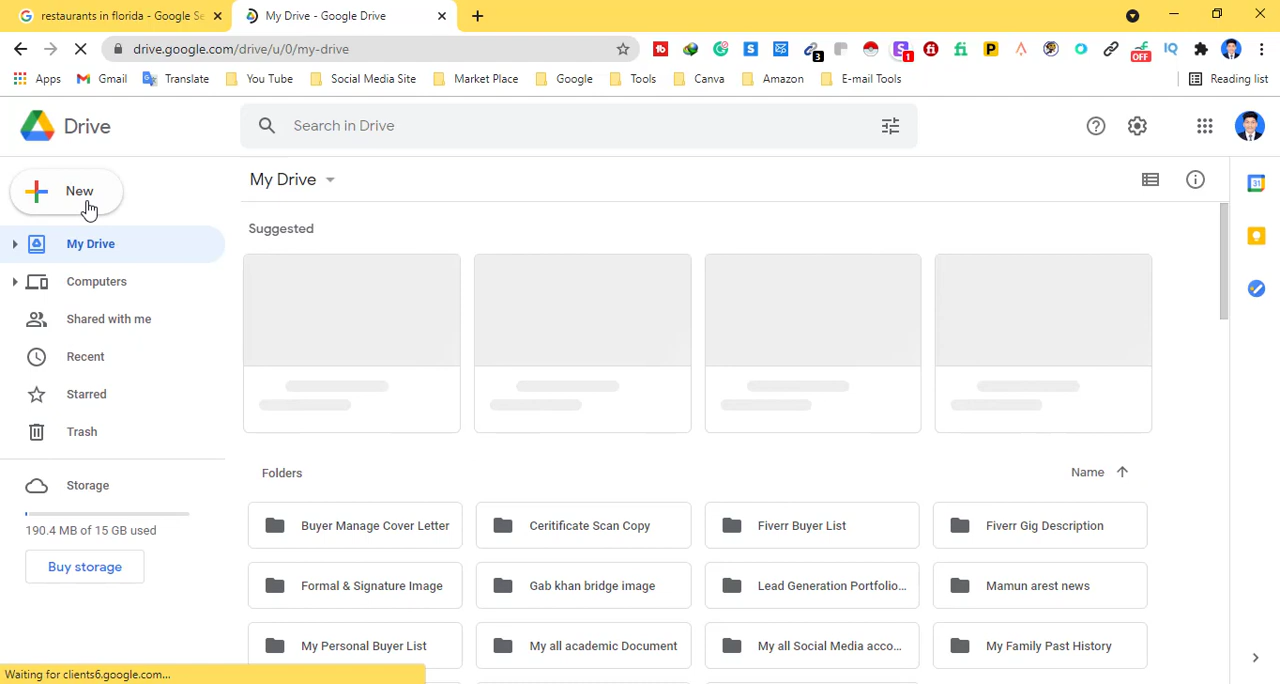 restaurants in florida - Google Se
My Drive - Google Drive
drive.google.com/drive/u/0/my-drive
3
1
P
OFF
IQ
Apps
Gmail
Translate
You Tube
Social Media Site
Market Place
Google
Tools
Canva
Amazon
E-mail Tools
Reading list
Drive
Search in Drive
New
My Drive
Computers
Shared with me
Recent
Starred
Trash
Storage
190.4 MB of 15 GB used
Buy storage
My Drive
Suggested
Folders
Name
Buyer Manage Cover Letter
Ceritificate Scan Copy
Fiverr Buyer List
Fiverr Gig Description
Formal & Signature Image
Gab khan bridge image
Lead Generation Portfolio...
Mamun arest news
My Personal Buyer List
My all academic Document
My all Social Media acco...
My Family Past History
31
Waiting for clients6.google.com...